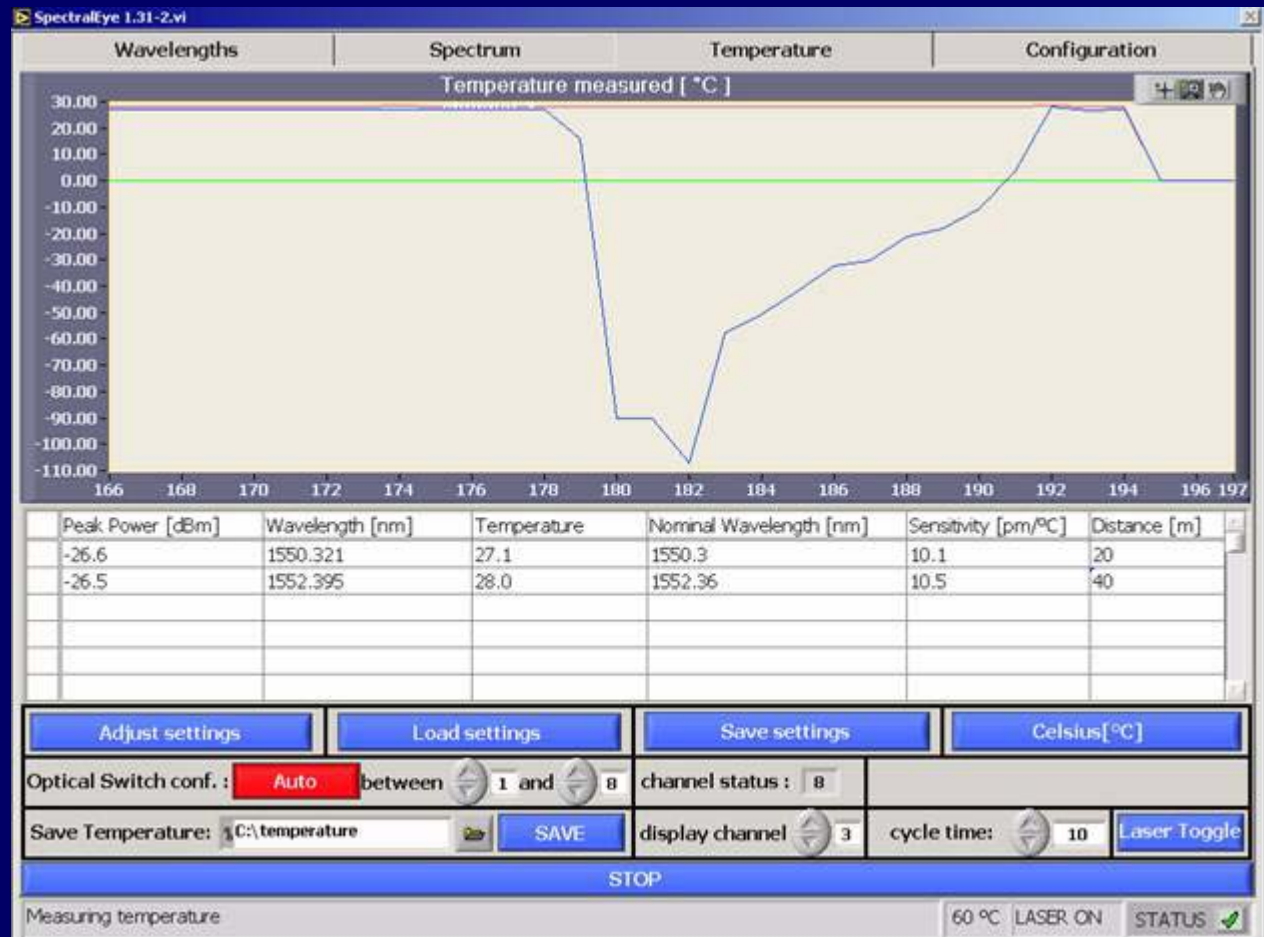 SpectralEye 1.31-2.vi
Wavelengths Spectrum Temperature Configuration
Temperature measured [ °C ]
30.00
20.00
10.00
0.00
-10.00
-20.00
-30.00
-40.00
-50.00
-60.00
-70.00
-80.00
-90.00
-100.00
-110.00
166 168 170 172 174 176 178 180 182 184 186 188 190 192 194 196 197
Peak Power [dBm] Wavelength [nm] Temperature Nominal Wavelength [nm] Sensitivity [pm/ºC] Distance [m]
-26.6 1550.321 27.1 1550.3 10.1 20
-26.5 1552.395 28.0 1552.36 10.5 40
Adjust settings Load settings Save settings Celsius[ºC]
Optical Switch conf. : Auto between 1 and 8 channel status : 8
Save Temperature: C:\temperature SAVE display channel 3 cycle time: 10 Laser Toggle
STOP
Measuring temperature 60 ºC LASER ON STATUS